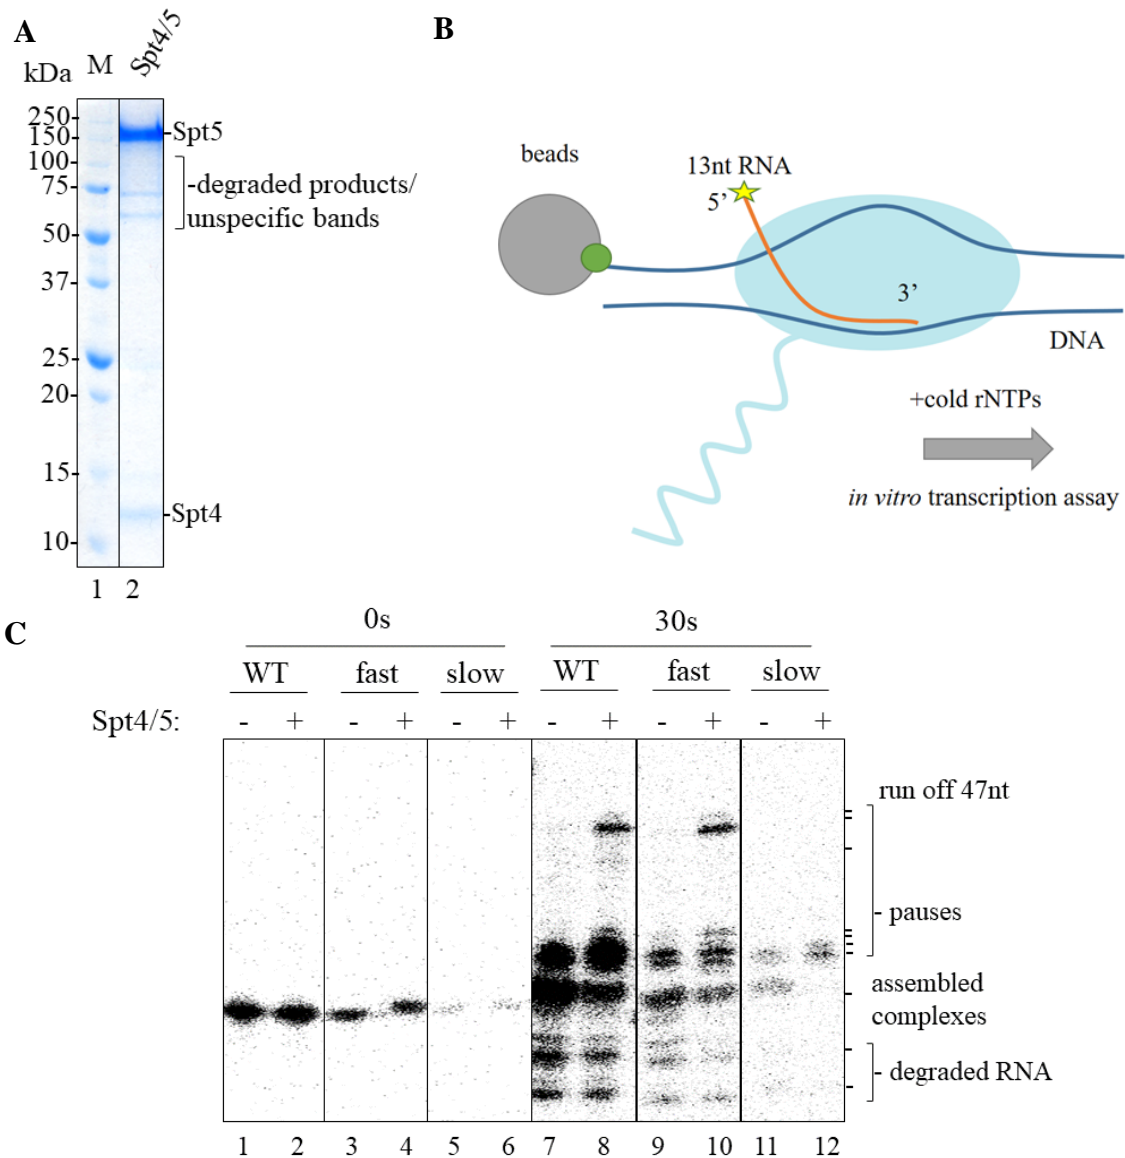 A
kDa M Spt4/5
250
150 -Spt5
100
75 -degraded products/
unspecific bands
50
37
25
20
15
-Spt4
10
1 2
B
beads
13nt RNA
5’
3’
DNA
+cold rNTPs
in vitro transcription assay
C
0s 30s
WT fast slow WT fast slow
Spt4/5: - + - + - + - + - + - +
run off 47nt
- pauses
assembled
complexes
- degraded RNA
1 2 3 4 5 6 7 8 9 10 11 12